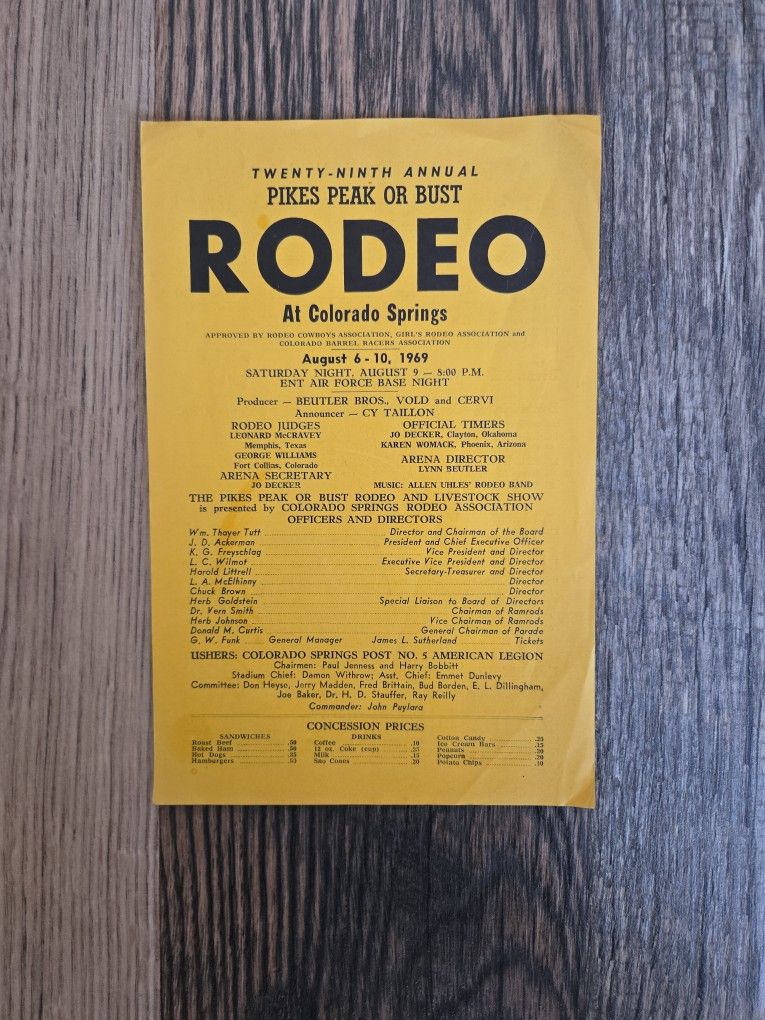 TWENTY-NINTH ANNUAL
PIKES PEAK OR BUST
RODEO
At Colorado Springs
APPROVED BY RODEO COWBOYS ASSOCIATION, GIRL'S RODEO ASSOCIATION and
COLORADO BARREL RACERS ASSOCIATION
August 6 - 10, 1969
SATURDAY NIGHT, AUGUST 9 — 8:00 P.M.
ENT AIR FORCE BASE NIGHT
Producer — BEUTLER BROS., VOLD and CERVI
Announcer — CY TAILLON
RODEO JUDGES
LEONARD McCRAVEY
Memphis, Texas
GEORGE WILLIAMS
Fort Collias, Colorado
ARENA SECRETARY
JO DECKER
OFFICIAL TIMERS
JO DECKER, Clayton, Okahoma
KAREN WOMACK, Phoenix, Arizona
ARENA DIRECTOR
LYNN BEUTLER
MUSIC: ALLEN UHLES' RODEO BAND
THE PIKES PEAK OR BUST RODEO AND LIVESTOCK SHOW
is presented by COLORADO SPRINGS RODEO ASSOCIATION
OFFICERS AND DIRECTORS
Wm. Thayer Tutt Director and Chairman of the Board
J. D. Ackerman President and Chief Executive Officer
K. G. Freyschlag Vice President and Director
L. C. Wilmot Executive Vice President and Director
Harold Littrell Secretary-Treasurer and Director
L. A. McElhinny Director
Chuck Brown Director
Herb Goldstein Special Liaison to Board of Directors
Dr. Vern Smith Chairman of Ramrods
Herb Johnson Vice Chairman of Ramrods
Donald M. Curtis General Chairman of Parade
G. W. Funk General Manager James L. Sutherland Tickets
USHERS: COLORADO SPRINGS POST NO. 5 AMERICAN LEGION
Chairmen: Paul Jenness and Harry Bobbitt
Stadium Chief: Damon Withrow; Asst. Chief: Emmet Dunlevy
Committee: Don Heyse, Jerry Madden, Fred Brittain, Bud Borden, E. L. Dillingham,
Joe Baker, Dr. H. D. Stauffer, Ray Reilly
Commander: John Puylara
CONCESSION PRICES
SANDWICHES
Roast Beef .50
Baked Ham .50
Hot Dogs .35
Hamburgers
DRINKS
Coffee .10
12 oz. Coke (cup) .25
Milk .15
Sno Cones .20
Cotton Candy .25
Ice Cream Bars .15
Peanuts .20
Popcorn .20
Potato Chips .10